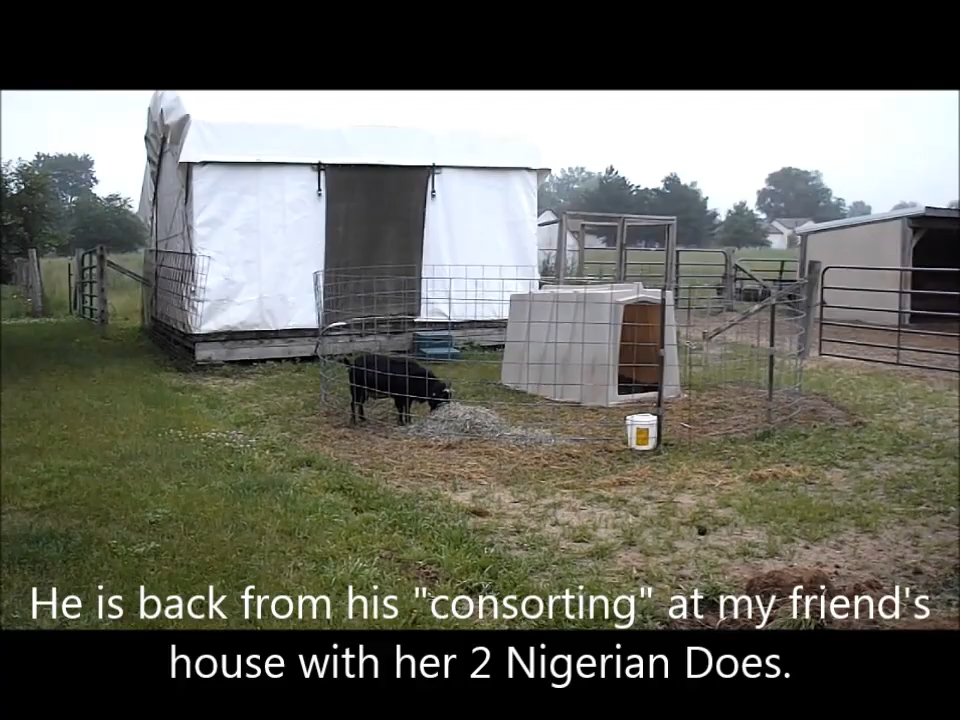 He is back from his "consorting" at my friend's
house with her 2 Nigerian Does.